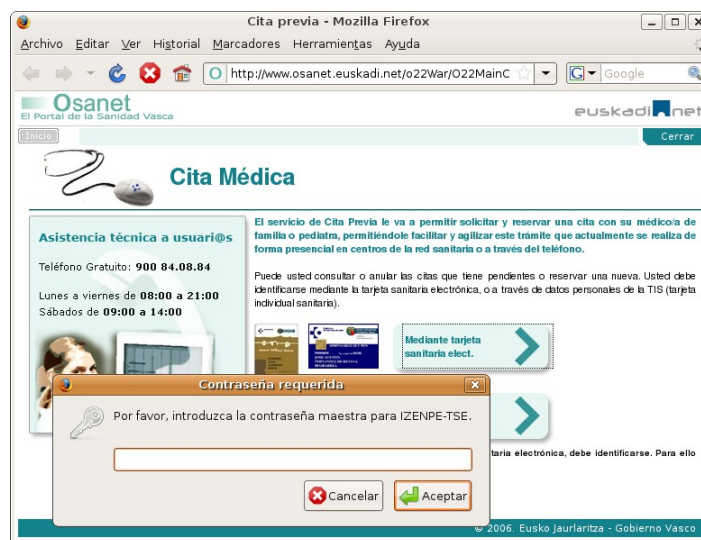 Cita previa - Mozilla Firefox
Archivo Editar Ver Historial Marcadores Herramientas Ayuda
http://www.osanet.euskadi.net/o22War/O22MainC
Google
Osanet
El Portal de la Sanidad Vasca
euskadi.net
Inicio
Cerrar
Cita Médica
Asistencia técnica a usuari@s
Teléfono Gratuito: 900 84.08.84
Lunes a viernes de 08:00 a 21:00
Sábados de 09:00 a 14:00
El servicio de Cita Previa le va a permitir solicitar y reservar una cita con su médico/a de
familia o pediatra, permitiéndole facilitar y agilizar este trámite que actualmente se realiza de
forma presencial en centros de la red sanitaria o a través del teléfono.
Puede usted consultar o anular las citas que tiene pendientes o reservar una nueva. Usted debe
identificarse mediante la tarjeta sanitaria electrónica, o a través de datos personales de la TIS (tarjeta
individual sanitaria).
Mediante tarjeta
sanitaria elect.
Contraseña requerida
Por favor, introduzca la contraseña maestra para IZENPE-TSE.
Cancelar
Aceptar
taria electrónica, debe identificarse. Para ello
© 2006. Eusko Jaurlaritza - Gobierno Vasco